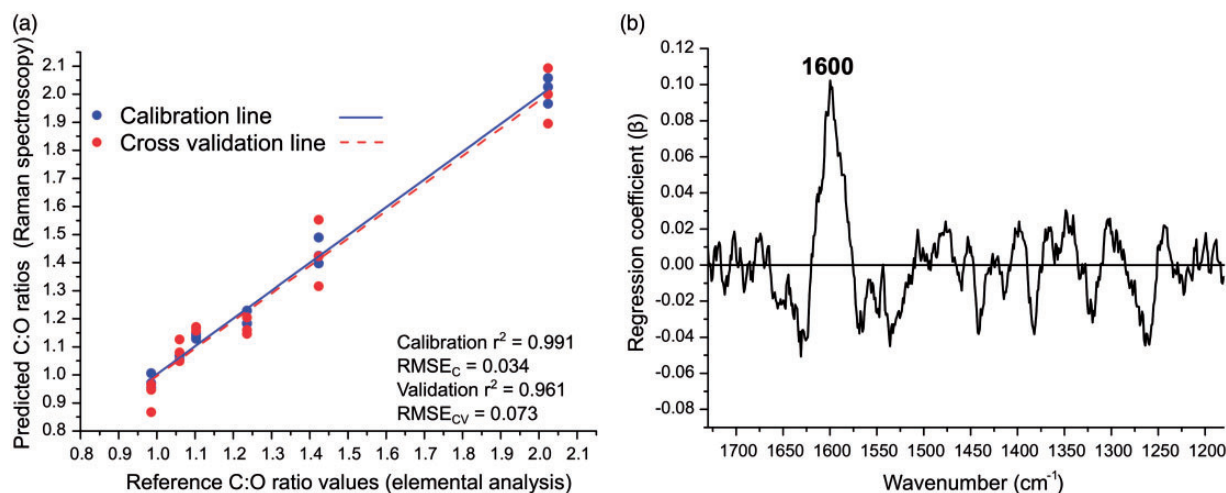 (a)
Predicted C:O ratios (Raman spectroscopy)
2.1
2.0
1.9
1.8
1.7
1.6
1.5
1.4
1.3
1.2
1.1
1.0
0.9
0.8
Calibration line
Cross validation line
Calibration r² = 0.991
RMSE_C = 0.034
Validation r² = 0.961
RMSE_CV = 0.073
0.8 0.9 1.0 1.1 1.2 1.3 1.4 1.5 1.6 1.7 1.8 1.9 2.0 2.1
Reference C:O ratio values (elemental analysis)
(b)
Regression coefficient (β)
0.12
0.10
0.08
0.06
0.04
0.02
0.00
-0.02
-0.04
-0.06
-0.08
1600
1700 1650 1600 1550 1500 1450 1400 1350 1300 1250 1200
Wavenumber (cm⁻¹)